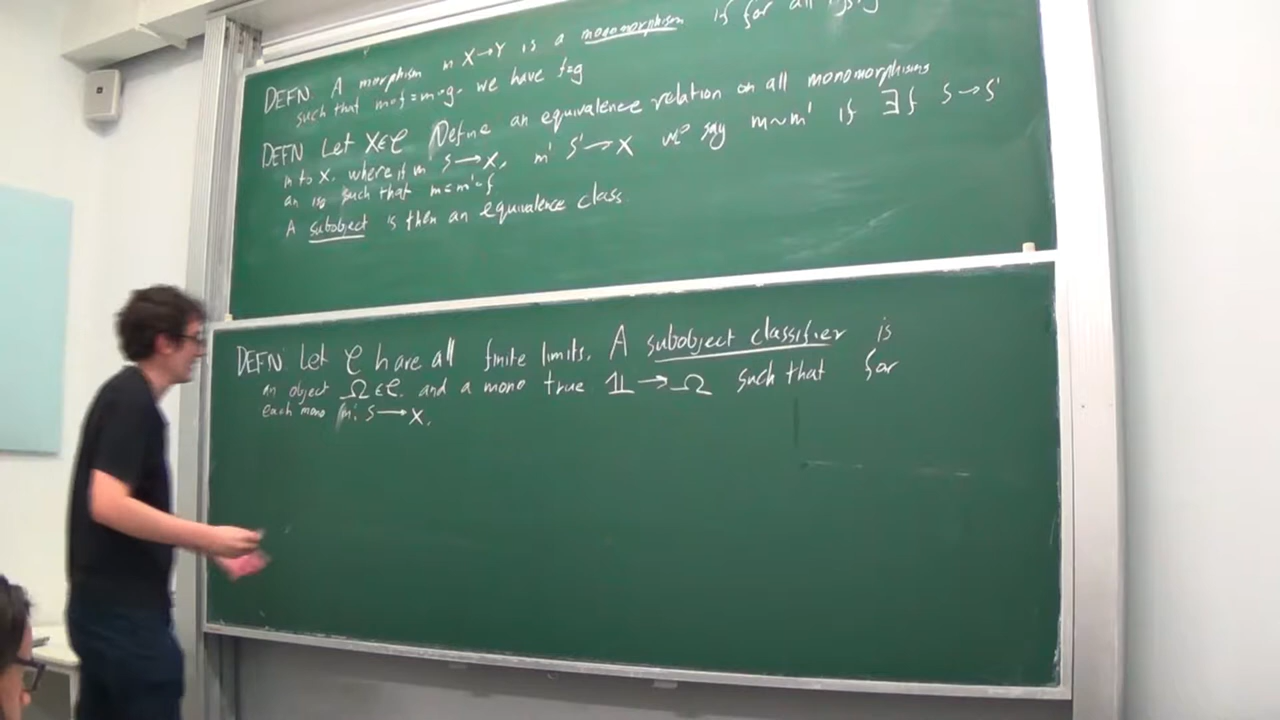 DEFN. A morphism m X→Y is a monomorphism if for all f,g
such that m∘f=m∘g. we have f=g
DEFN Let X∈C Define an equivalence relation on all monomorphisms
into X. where if m S→X, m' S'→X we say m~m' if ∃f S→S'
an iso such that m=m'∘f
A subobject is then an equivalence class.
DEFN. Let C have all finite limits. A subobject classifier is
an object Ω∈C. and a mono true 1→Ω such that for
each mono m: S→X.